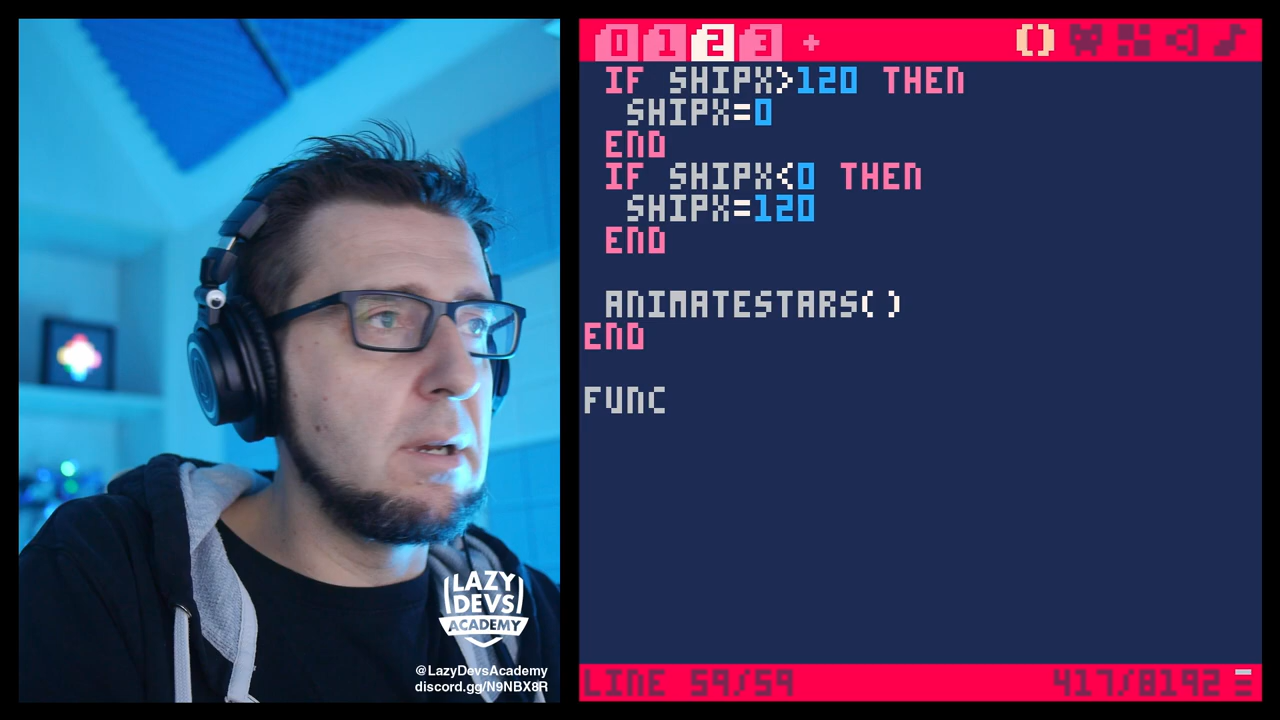 0 1 2 3 +
IF SHIPX>120 THEN
SHIPX=0
END
IF SHIPX<0 THEN
SHIPX=120
END
ANIMATESTARS()
END
FUNC
LINE 59/59
417/8192
LAZY
DEVS
ACADEMY
@LazyDevsAcademy
discord.gg/N9NBX8R